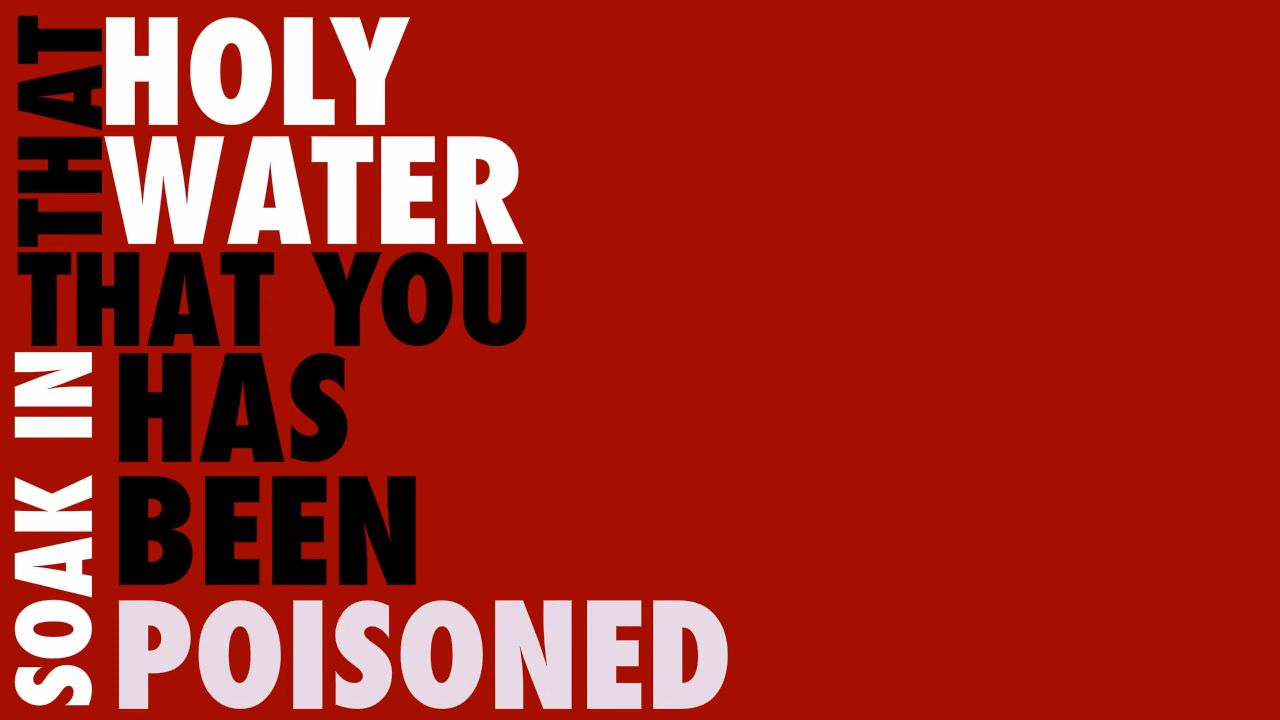 THAT
HOLY
WATER
THAT YOU
SOAK IN
HAS
BEEN
POISONED